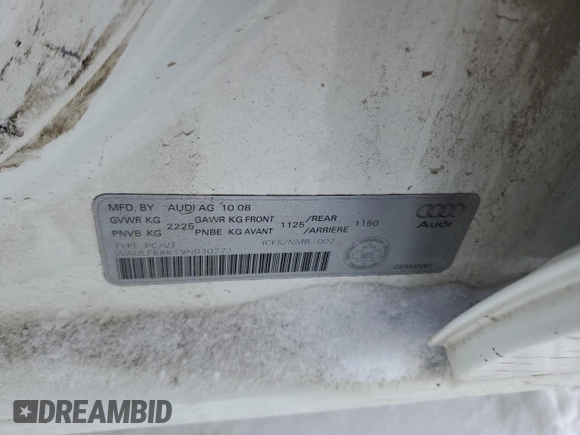 MFD. BY AUDI AG 10 08
GVWR KG 2225 GAWR KG FRONT 1125 /REAR 1150
PNVB KG PNBE KG AVANT /ARRIERE
TYPE PC/VT ICES/NMB-002
WAULF68K19N030271
GERMANY
Audi
DREAMBID